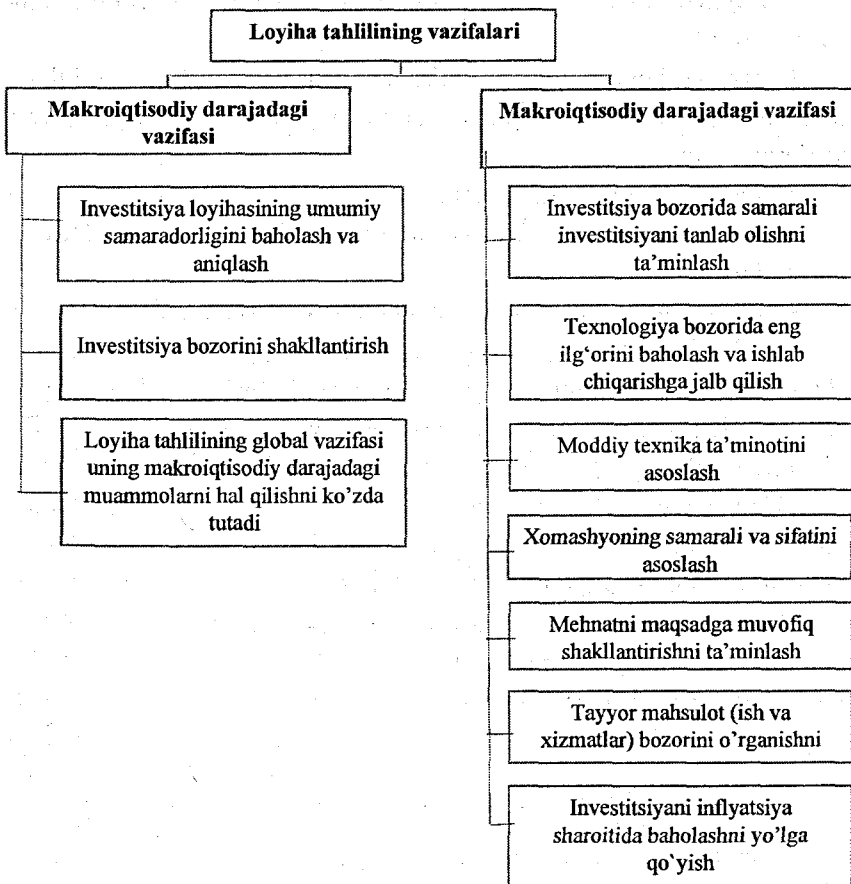 Loyiha tahlilining vazifalari
Makroiqtisodiy darajadagi
vazifasi
Investitsiya loyihasining umumiy
samaradorligini baholash va
aniqlash
Investitsiya bozorini shakllantirish
Loyiha tahlilining global vazifasi
uning makroiqtisodiy darajadagi
muammolarni hal qilishni ko’zda
tutadi
Makroiqtisodiy darajadagi vazifasi
Investitsiya bozorida samarali
investitsiyani tanlab olishni
ta’minlash
Texnologiya bozorida eng
ilg‘orini baholash va ishlab
chiqarishga jalb qilish
Moddiy texnika ta’minotini
asoslash
Xomashyoning samarali va sifatini
asoslash
Mehnatni maqsadga muvofiq
shakllantirishni ta’minlash
Tayyor mahsulot (ish va
xizmatlar) bozorini o’rganishni
Investitsiyani inflyatsiya
sharoitida baholashni yo’lga
qo`yish